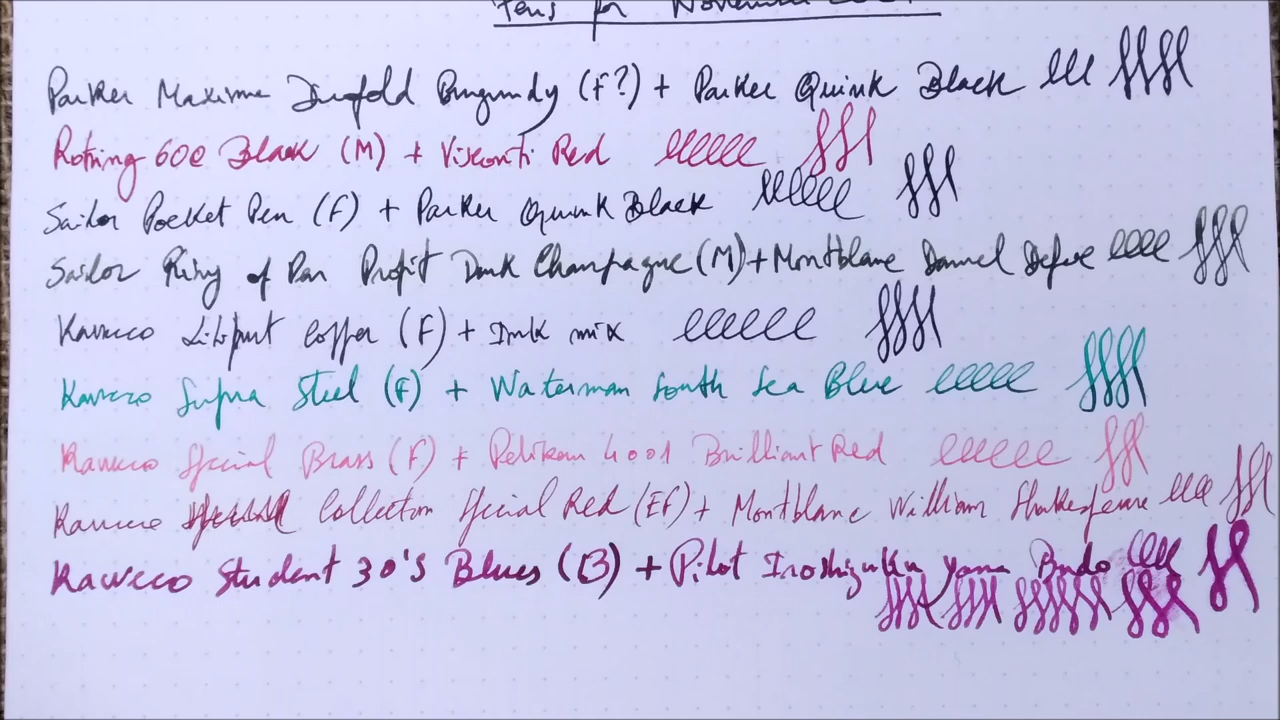 Pens for November
Parker Maxima Duofold Burgundy (F?) + Parker Quink Black
Rotring 600 Black (M) + Visconti Red
Sailor Pocket Pen (F) + Parker Quink Black
Sailor King of Pen Profit Dark Champagne (M) + Montblanc Daniel Defoe
Kaweco Liliput Copper (F) + Ink mix
Kaweco Supra Steel (F) + Waterman South Sea Blue
Kaweco Special Brass (F) + Pelikan 4001 Brilliant Red
Kaweco Collection Special Red (EF) + Montblanc William Shakespeare
Kaweco Student 30's Blues (B) + Pilot Iroshizuku yama Budo